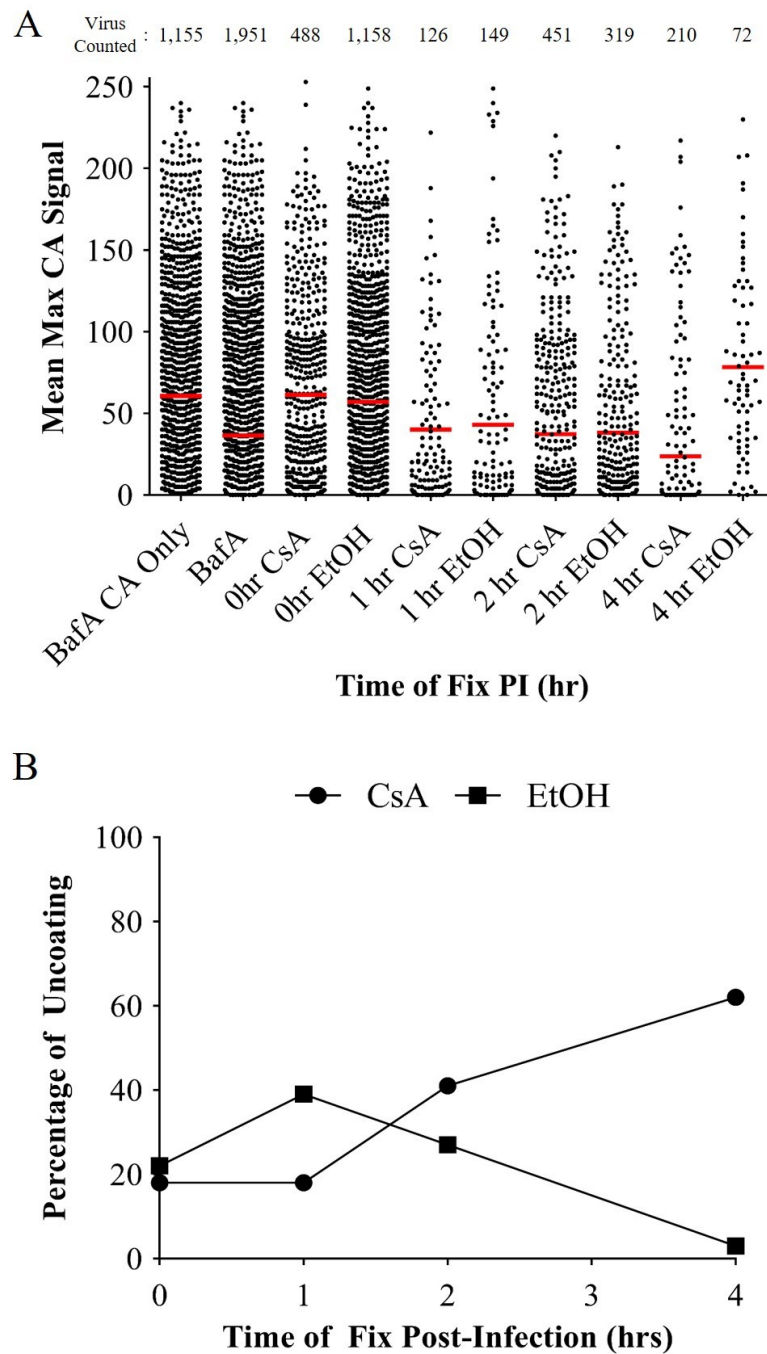 A
Virus Counted : 1,155 1,951 488 1,158 126 149 451 319 210 72
250
200
150
100
50
0
Mean Max CA Signal
BafA CA Only BafA 0hr CsA 0hr EtOH 1 hr CsA 1 hr EtOH 2 hr CsA 2 hr EtOH 4 hr CsA 4 hr EtOH
Time of Fix PI (hr)
B
CsA EtOH
100
80
60
40
20
0
Percentage of Uncoating
0 1 2 3 4
Time of Fix Post-Infection (hrs)